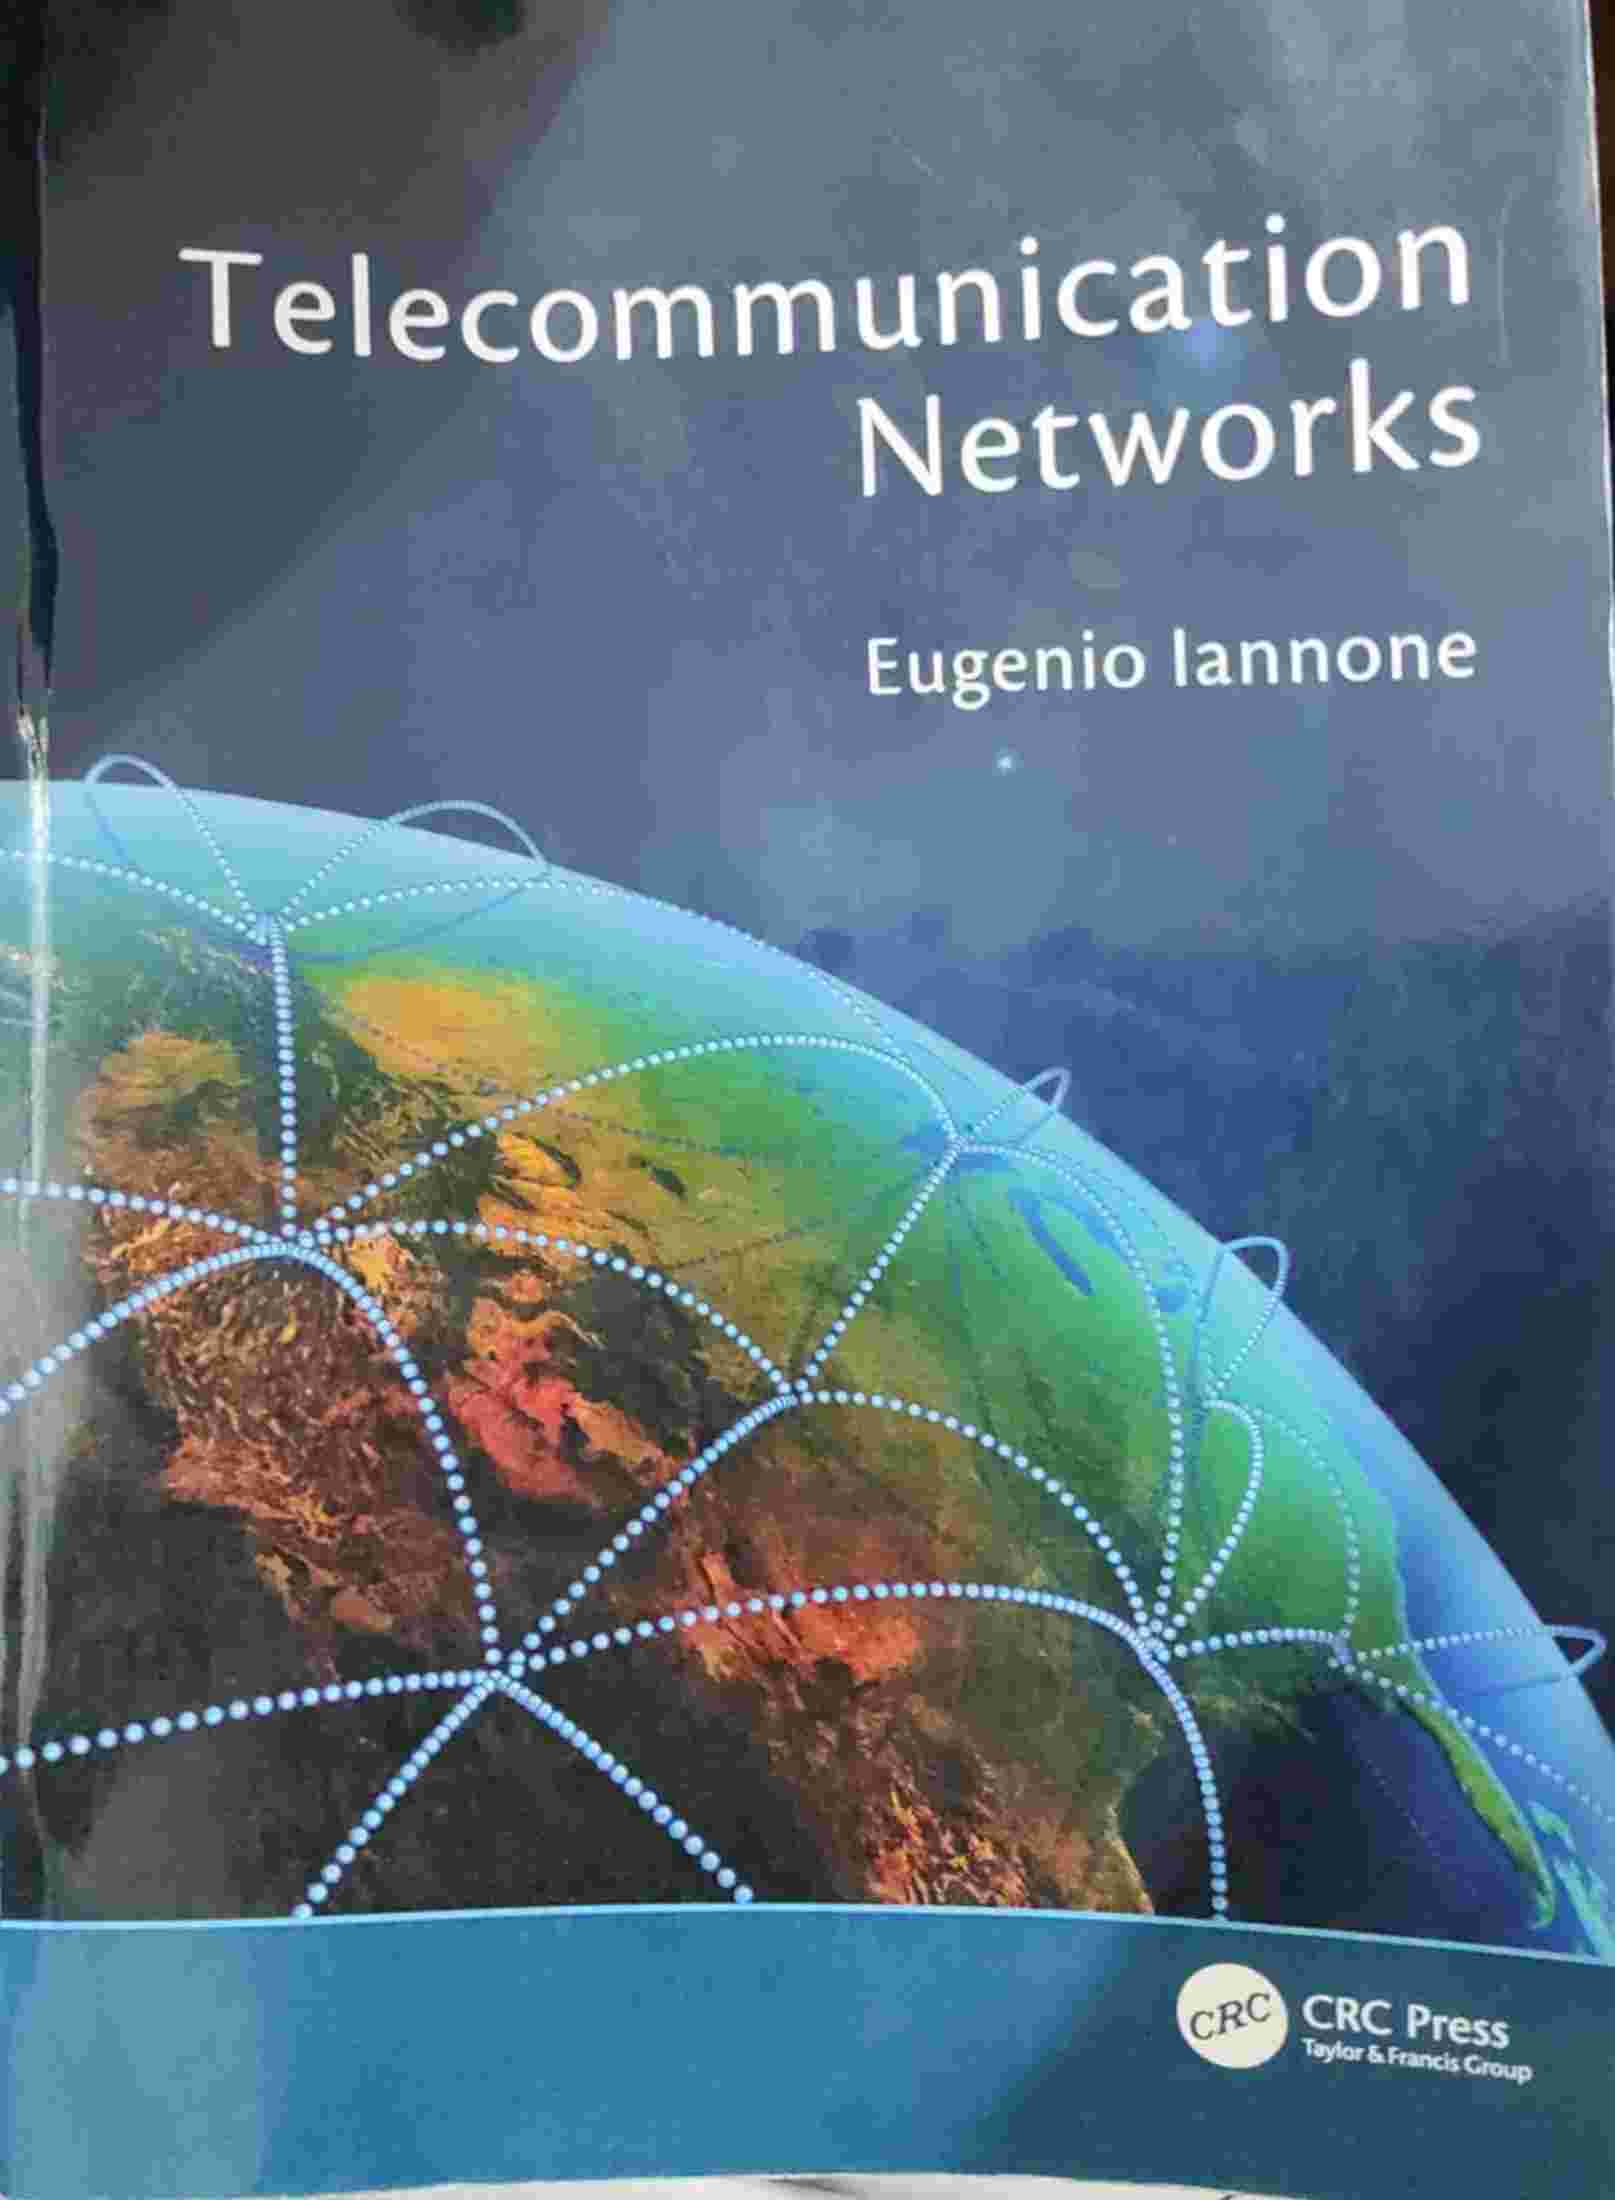 Telecommunication
Networks
Eugenio Iannone
CRC
CRC Press
Taylor & Francis Group